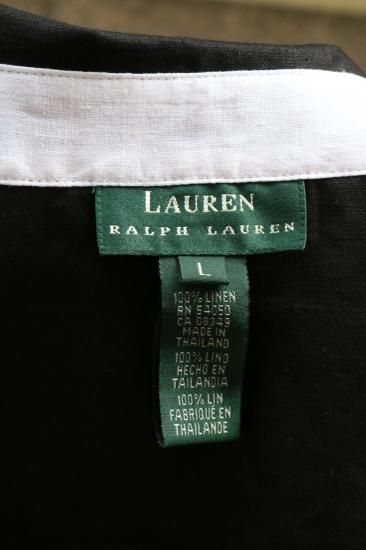 LAUREN
RALPH LAUREN
L
100% LINEN
RN 54050
CA 08349
MADE IN
THAILAND
100% LINO
HECHO EN
TAILANDIA
100% LIN
FABRIQUÉ EN
THAILANDE